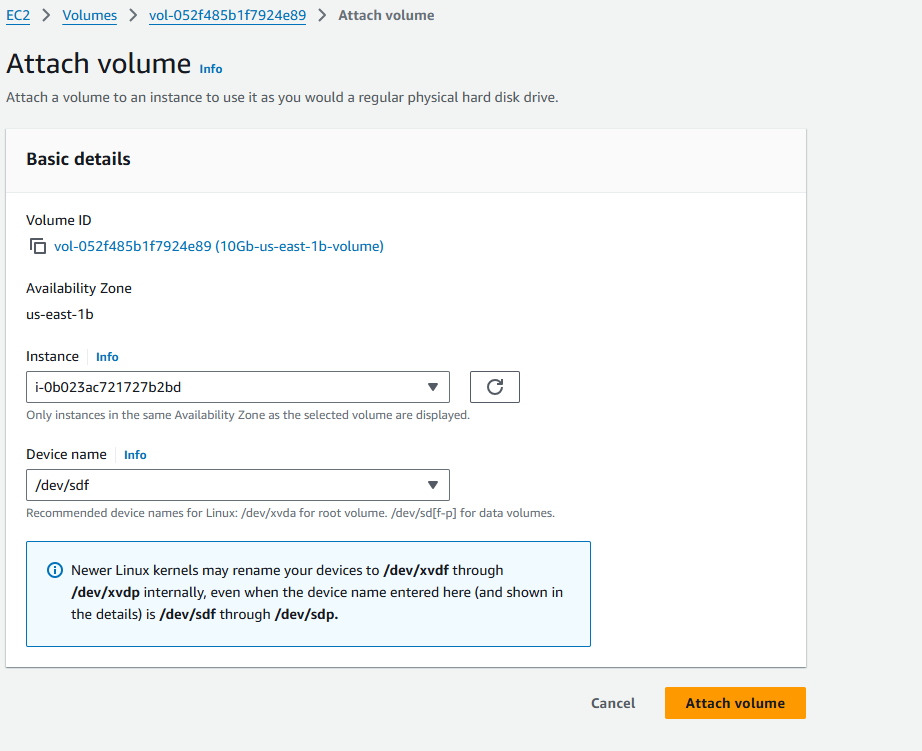 EC2 > Volumes > vol-052f485b1f7924e89 > Attach volume
Attach volume Info
Attach a volume to an instance to use it as you would a regular physical hard disk drive.
Basic details
Volume ID
vol-052f485b1f7924e89 (10Gb-us-east-1b-volume)
Availability Zone
us-east-1b
Instance Info
i-0b023ac721727b2bd
Only instances in the same Availability Zone as the selected volume are displayed.
Device name Info
/dev/sdf
Recommended device names for Linux: /dev/xvda for root volume. /dev/sd[f-p] for data volumes.
Newer Linux kernels may rename your devices to /dev/xvdf through
/dev/xvdp internally, even when the device name entered here (and shown in
the details) is /dev/sdf through /dev/sdp.
Cancel Attach volume